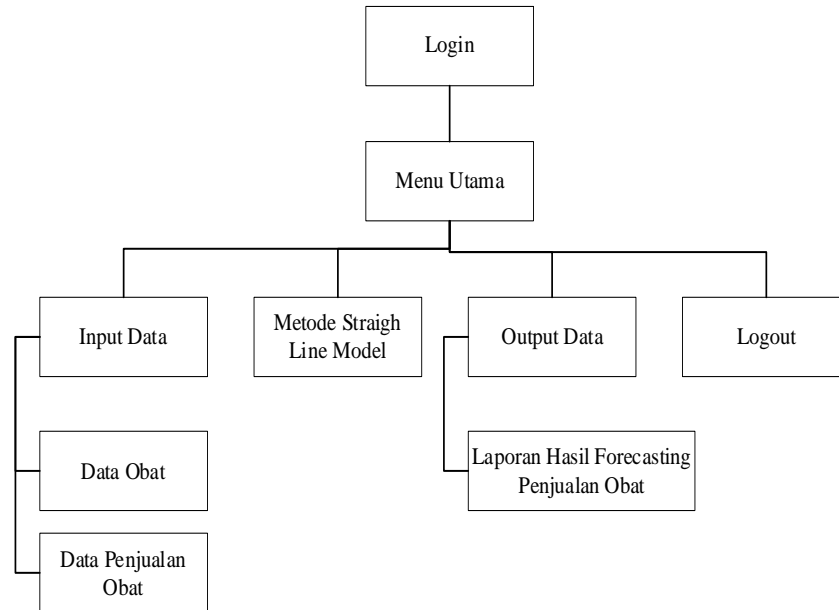 Login
Menu Utama
Input Data
Metode Straigh
Line Model
Output Data
Logout
Data Obat
Laporan Hasil Forecasting
Penjualan Obat
Data Penjualan
Obat